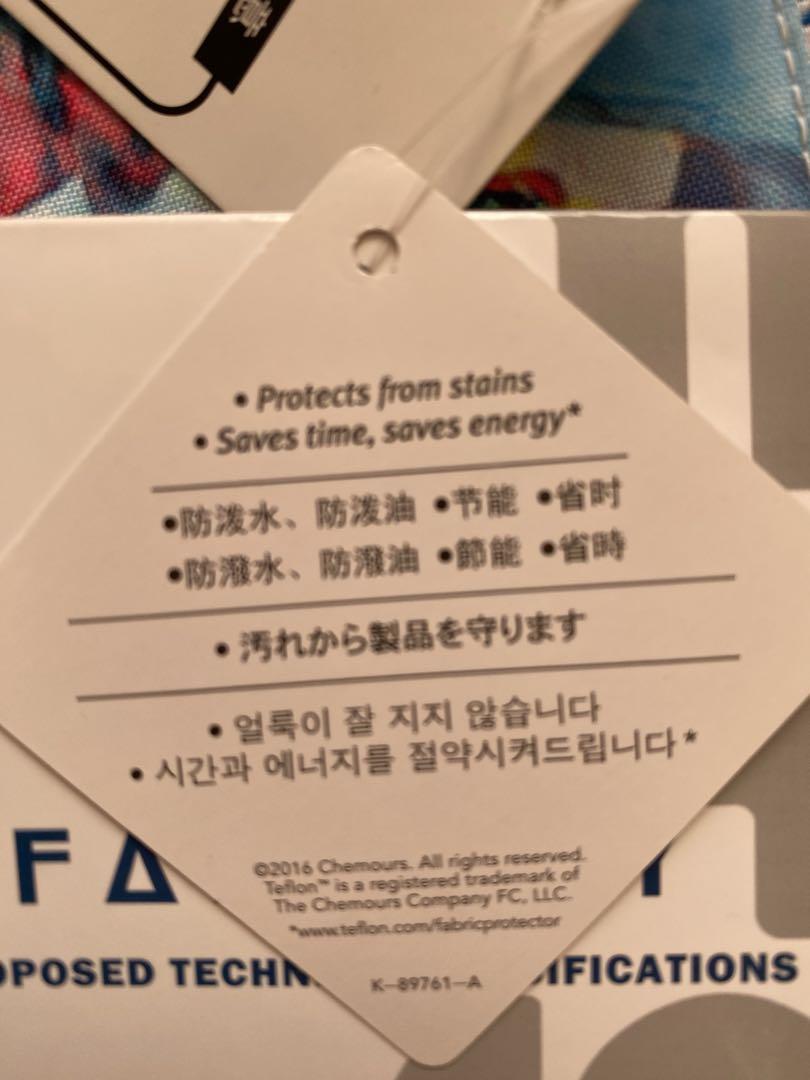 意
• Protects from stains
• Saves time, saves energy*
•防泼水、防泼油 •节能 •省时
•防潑水、防潑油 •節能 •省時
• 汚れから製品を守ります
• 얼룩이 잘 지지 않습니다
• 시간과 에너지를 절약시켜드립니다*
©2016 Chemours. All rights reserved.
Teflon™ is a registered trademark of
The Chemours Company FC, LLC.
*www.teflon.com/fabricprotector
K-89761-A